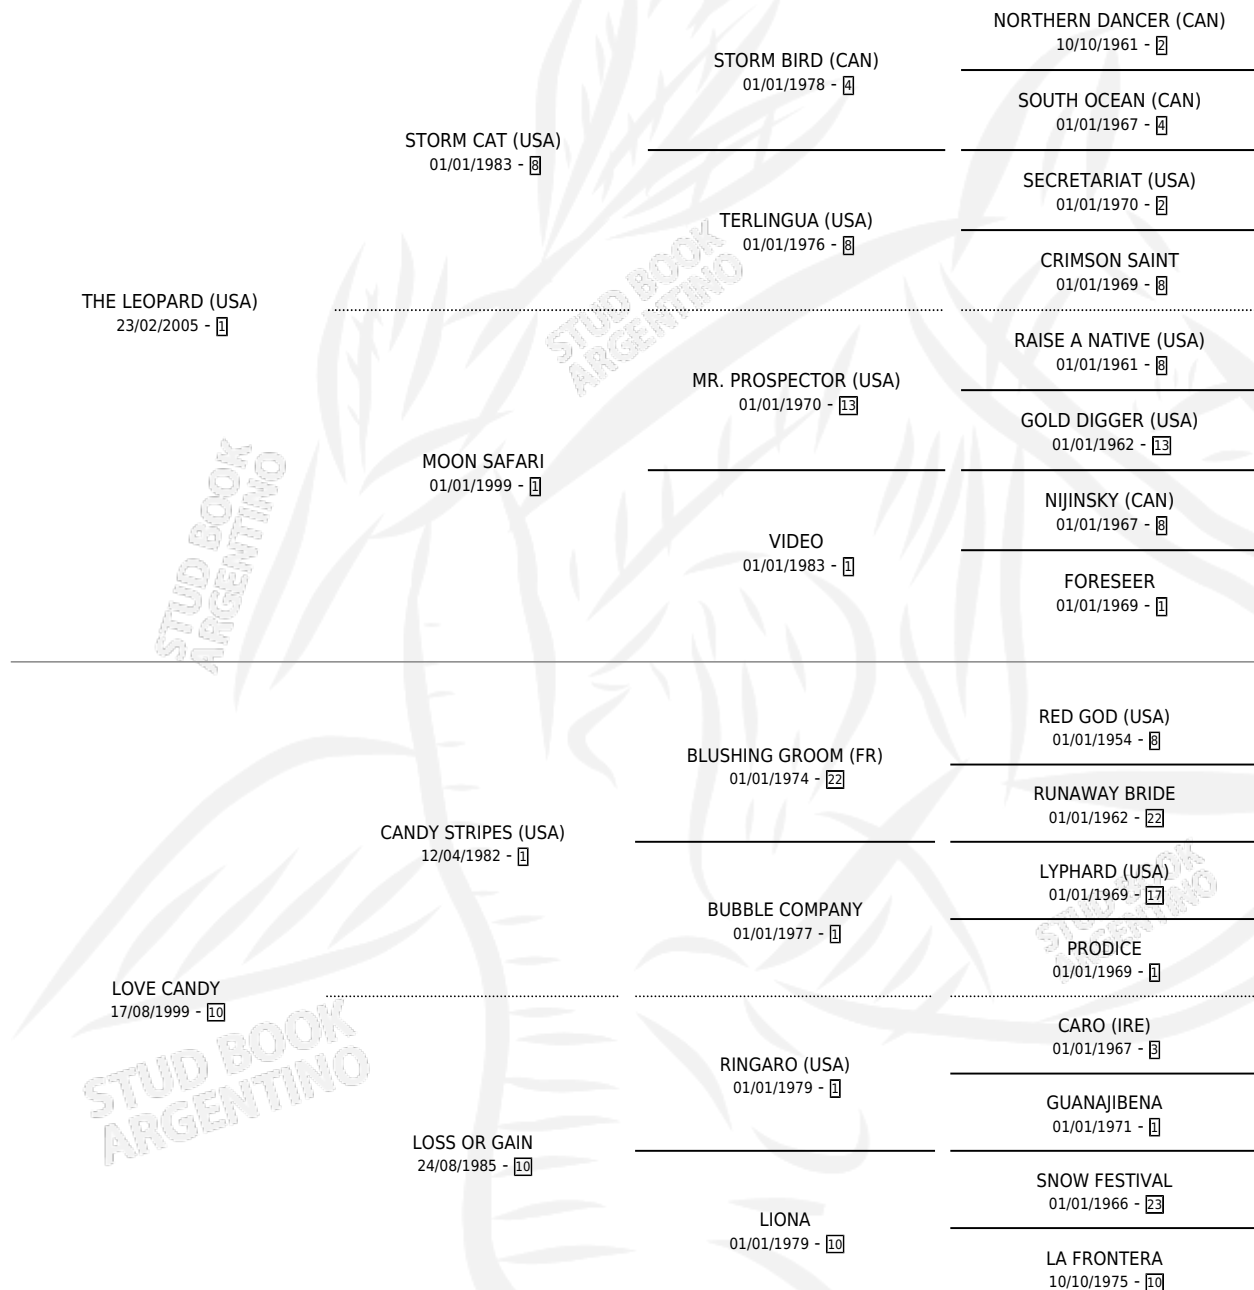 NORTHERN DANCER (CAN)
10/10/1961 - 2
STORM BIRD (CAN)
01/01/1978 - 4
SOUTH OCEAN (CAN)
01/01/1967 - 4
STORM CAT (USA)
01/01/1983 - 8
SECRETARIAT (USA)
01/01/1970 - 2
TERLINGUA (USA)
01/01/1976 - 8
CRIMSON SAINT
01/01/1969 - 8
THE LEOPARD (USA)
23/02/2005 - 1
RAISE A NATIVE (USA)
01/01/1961 - 8
MR. PROSPECTOR (USA)
01/01/1970 - 13
GOLD DIGGER (USA)
01/01/1962 - 13
MOON SAFARI
01/01/1999 - 1
NIJINSKY (CAN)
01/01/1967 - 8
VIDEO
01/01/1983 - 1
FORESEER
01/01/1969 - 1
RED GOD (USA)
01/01/1954 - 8
BLUSHING GROOM (FR)
01/01/1974 - 22
RUNAWAY BRIDE
01/01/1962 - 22
CANDY STRIPES (USA)
12/04/1982 - 1
LYPHARD (USA)
01/01/1969 - 17
BUBBLE COMPANY
01/01/1977 - 1
PRODICE
01/01/1969 - 1
LOVE CANDY
17/08/1999 - 10
CARO (IRE)
01/01/1967 - 3
RINGARO (USA)
01/01/1979 - 1
GUANAJIBENA
01/01/1971 - 1
LOSS OR GAIN
24/08/1985 - 10
SNOW FESTIVAL
01/01/1966 - 23
LIONA
01/01/1979 - 10
LA FRONTERA
10/10/1975 - 10
STUD BOOK
ARGENTINO
STUD BOOK
ARGENTINO
STUD BOOK
ARGENTINO
STUD BOOK
ARGENTINO